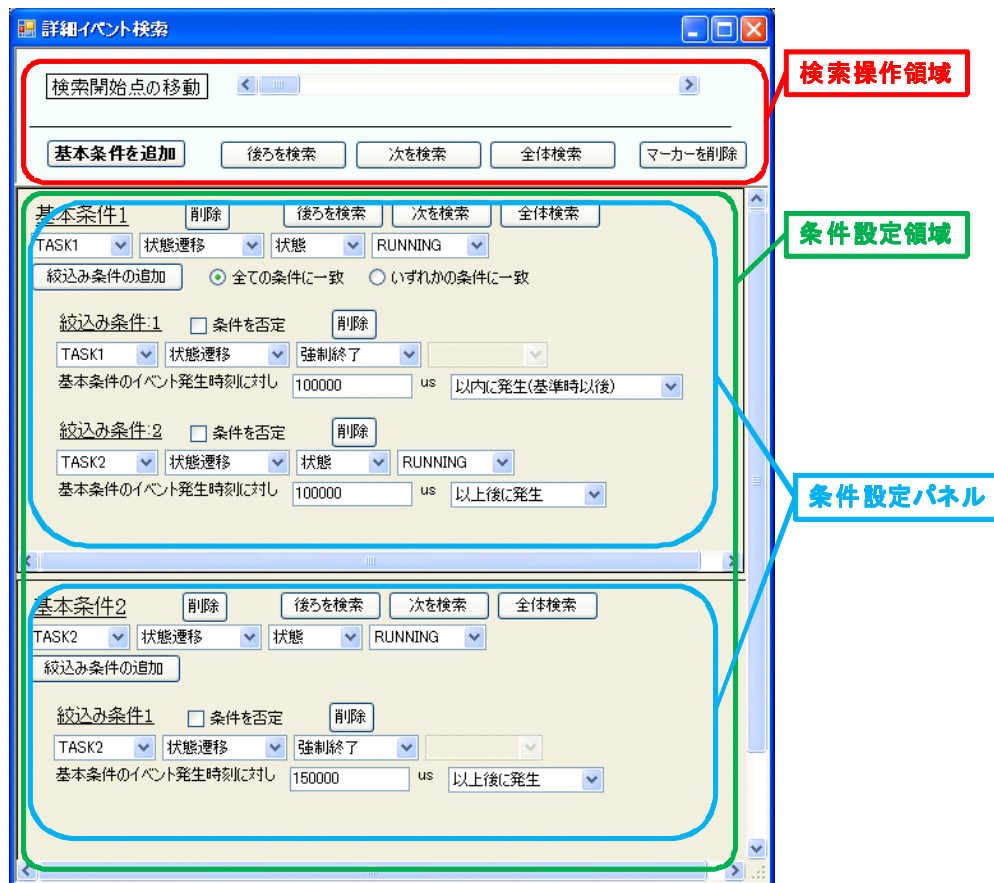 詳細イベント検索
検索開始点の移動
検索操作領域
基本条件を追加 後ろを検索 次を検索 全体検索 マーカーを削除
基本条件1 削除 後ろを検索 次を検索 全体検索
条件設定領域
TASK1 状態遷移 状態 RUNNING
絞込み条件の追加 全ての条件に一致 いずれかの条件に一致
絞込み条件:1 条件を否定 削除
TASK1 状態遷移 強制終了
基本条件のイベント発生時刻に対し 100000 us 以内に発生(基準時以後)
絞込み条件:2 条件を否定 削除
TASK2 状態遷移 状態 RUNNING
基本条件のイベント発生時刻に対し 100000 us 以上後に発生
条件設定パネル
基本条件2 削除 後ろを検索 次を検索 全体検索
TASK2 状態遷移 状態 RUNNING
絞込み条件の追加
絞込み条件1 条件を否定 削除
TASK2 状態遷移 強制終了
基本条件のイベント発生時刻に対し 150000 us 以上後に発生